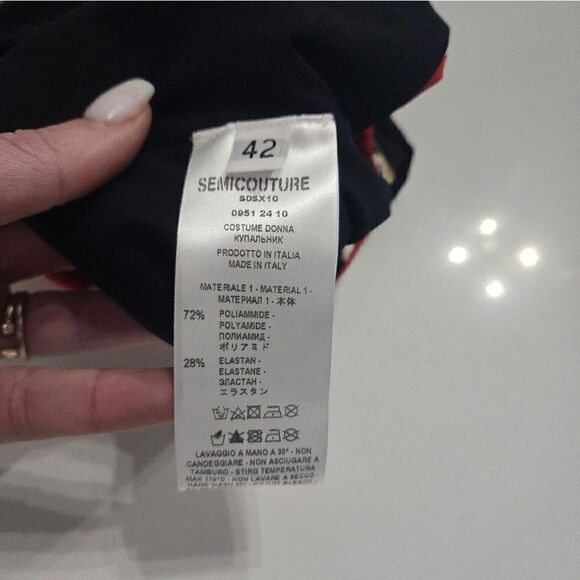 42
SEMICOUTURE
S0SX10
0951 24 10
COSTUME DONNA
КУПАЛЬНИК
PRODOTTO IN ITALIA
MADE IN ITALY
MATERIALE 1 - MATERIAL 1 -
МАТЕРИАЛ 1 - 本体
72% POLIAMMIDE -
POLYAMIDE -
ПОЛИАМИД -
ポリアミド
28% ELASTAN -
ELASTANE -
ЭЛАСТАН -
エラスタン
LAVAGGIO A MANO A 30° - NON
CANDEGGIARE - NON ASCIUGARE A
TAMBURO - STIRO TEMPERATURA
MAX 110°C - NON LAVARE A SECCO -
HAND WASH